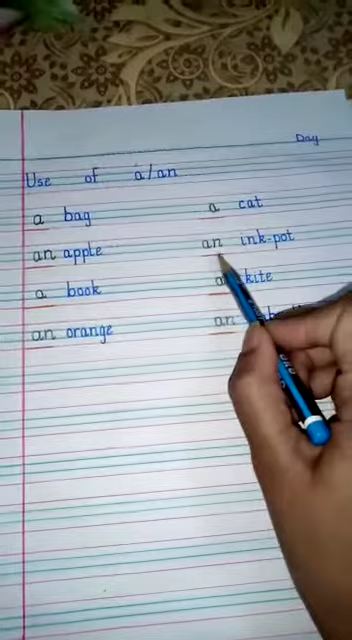 Day
Use of a/an
a bag
a cat
an apple
an ink-pot
a book
kite
an orange
an